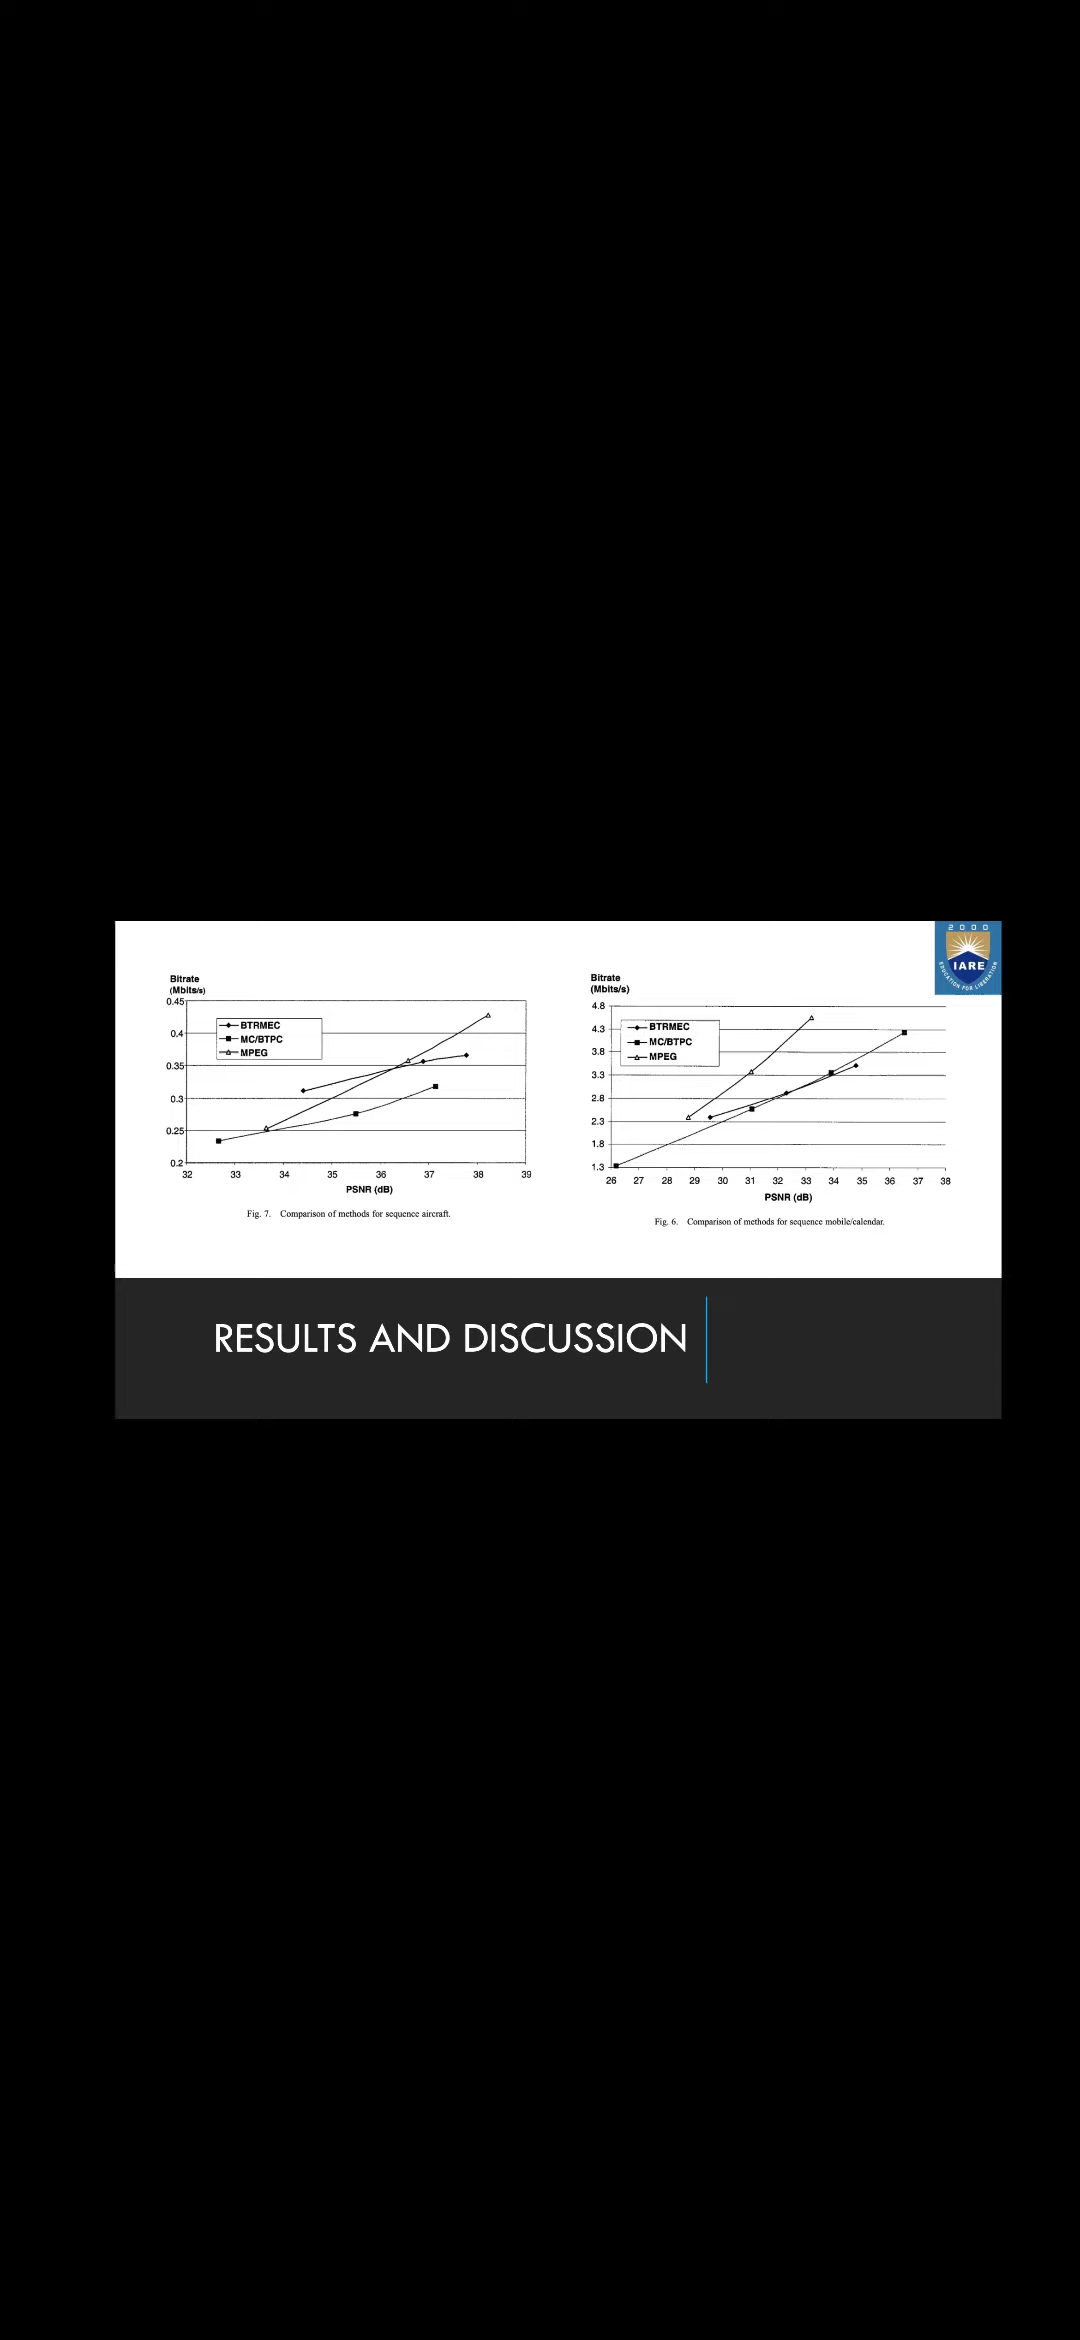 2000
IARE
EDUCATION FOR LIBERATION
Bitrate
(Mbits/s)
0.45
0.4
0.35
0.3
0.25
0.2
BTRMEC
MC/BTPC
MPEG
32 33 34 35 36 37 38 39
PSNR (dB)
Fig. 7. Comparison of methods for sequence aircraft.
Bitrate
(Mbits/s)
4.8
4.3
3.8
3.3
2.8
2.3
1.8
1.3
BTRMEC
MC/BTPC
MPEG
26 27 28 29 30 31 32 33 34 35 36 37 38
PSNR (dB)
Fig. 6. Comparison of methods for sequence mobile/calendar.
RESULTS AND DISCUSSION